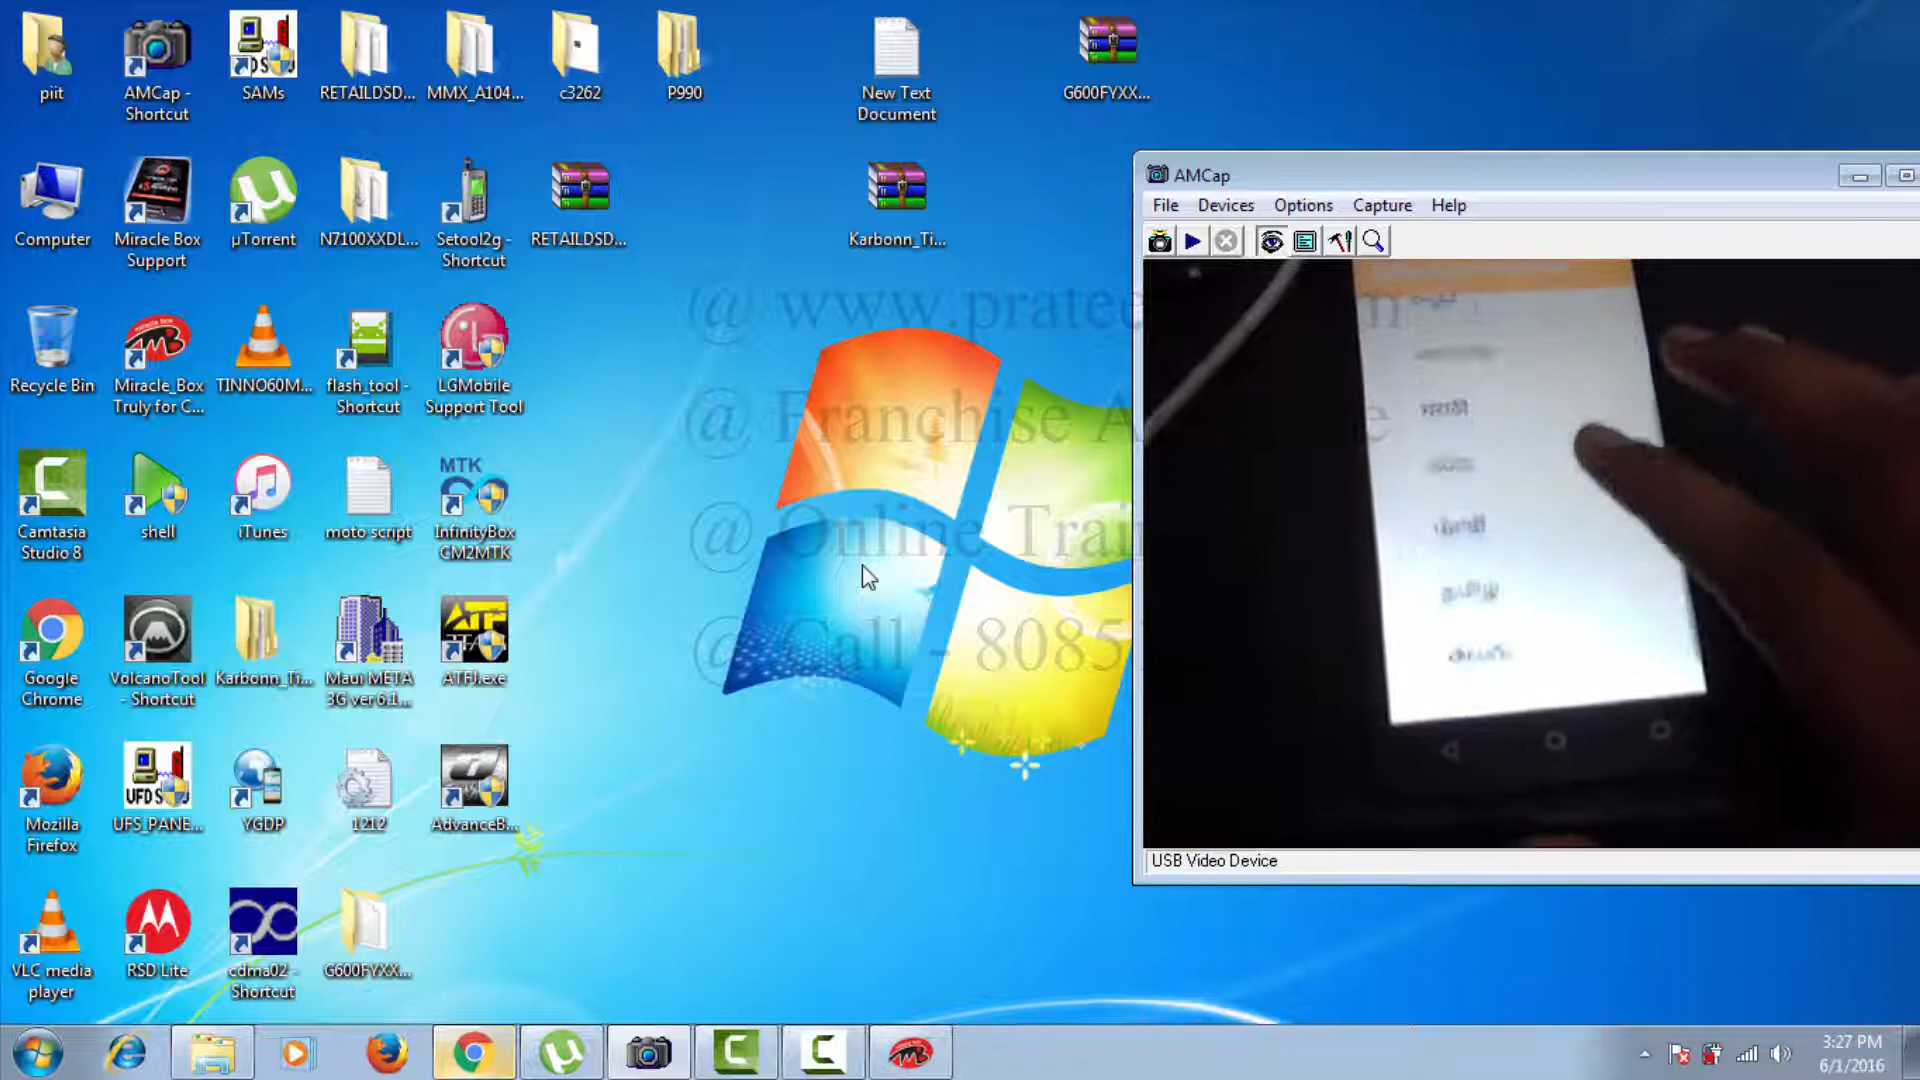 piit
AMCap - Shortcut
SAMs
RETAILDSD...
MMX_A104...
c3262
P990
New Text Document
G600FYXX...
Computer
Miracle Box Support
µTorrent
N7100XXDL...
Setool2g - Shortcut
RETAILDSD...
Karbonn_Ti...
Recycle Bin
Miracle_Box Truly for C...
TINNO60M...
flash_tool - Shortcut
LGMobile Support Tool
Camtasia Studio 8
shell
iTunes
moto script
MTK
InfinityBox CM2MTK
Google Chrome
VolcanoTool - Shortcut
Karbonn_Ti...
Maui META 3G ver 6.1...
ATFJ.exe
Mozilla Firefox
UFS_PANE...
YGDP
1212
AdvanceB...
VLC media player
RSD Lite
cdma02 - Shortcut
G600FYXX...
@ www.pratee
@ Franchise A
@ Online Trai
@ Call - 8085
AMCap
File Devices Options Capture Help
USB Video Device
3:27 PM
6/1/2016